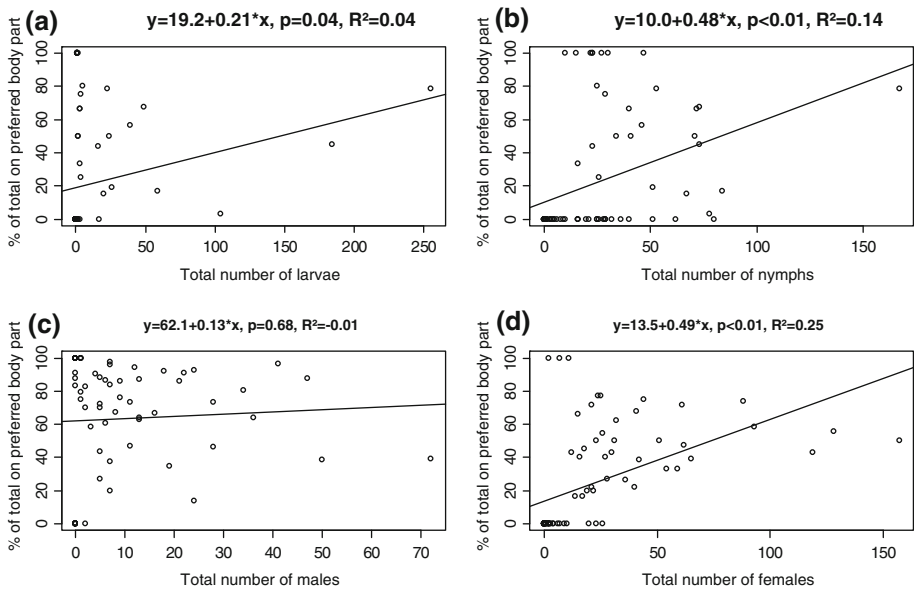 (a) y=19.2+0.21*x, p=0.04, R²=0.04
% of total on preferred body part
0 20 40 60 80 100
0 50 100 150 200 250
Total number of larvae
(b) y=10.0+0.48*x, p<0.01, R²=0.14
% of total on preferred body part
0 20 40 60 80 100
0 50 100 150
Total number of nymphs
(c) y=62.1+0.13*x, p=0.68, R²=-0.01
% of total on preferred body part
0 20 40 60 80 100
0 10 20 30 40 50 60 70
Total number of males
(d) y=13.5+0.49*x, p<0.01, R²=0.25
% of total on preferred body part
0 20 40 60 80 100
0 50 100 150
Total number of females